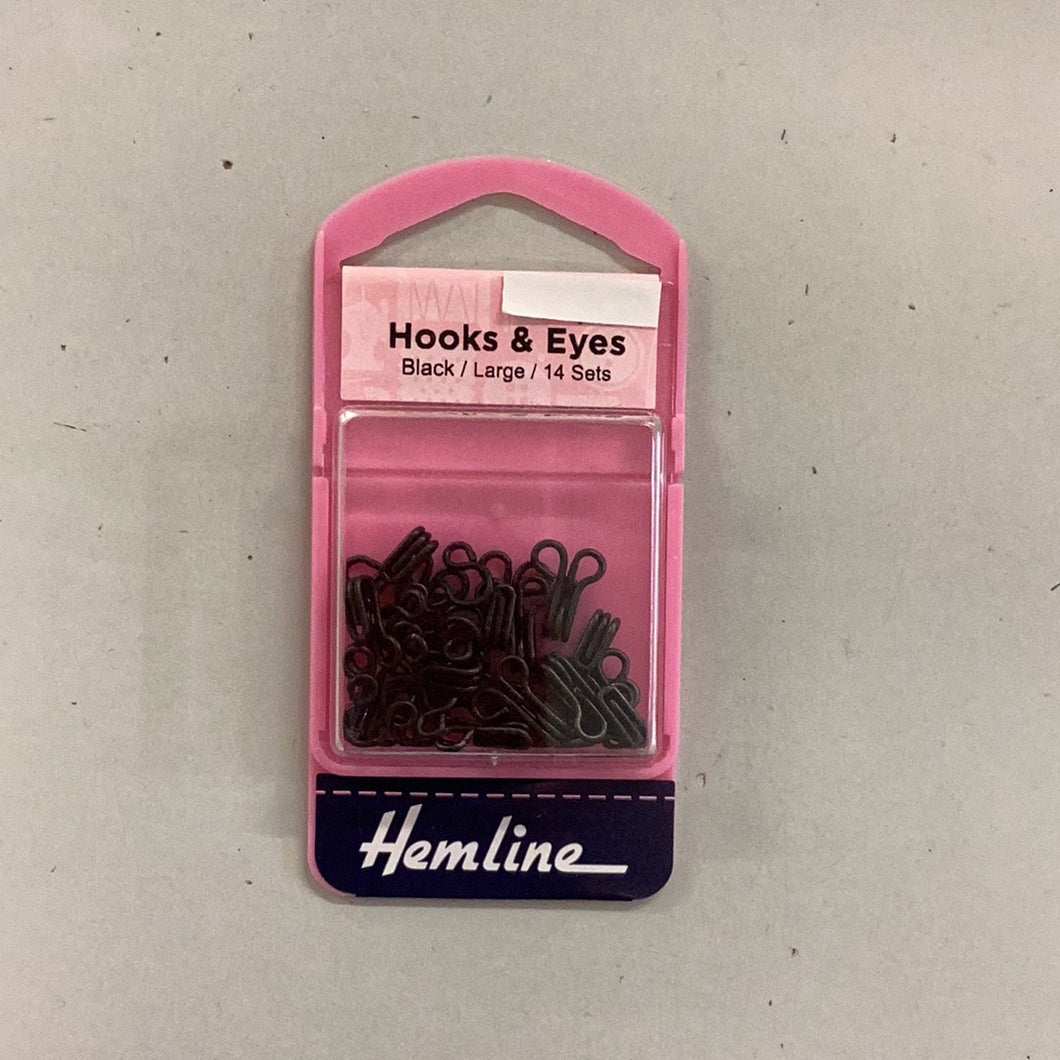 Hooks & Eyes
Black / Large / 14 Sets
Hemline